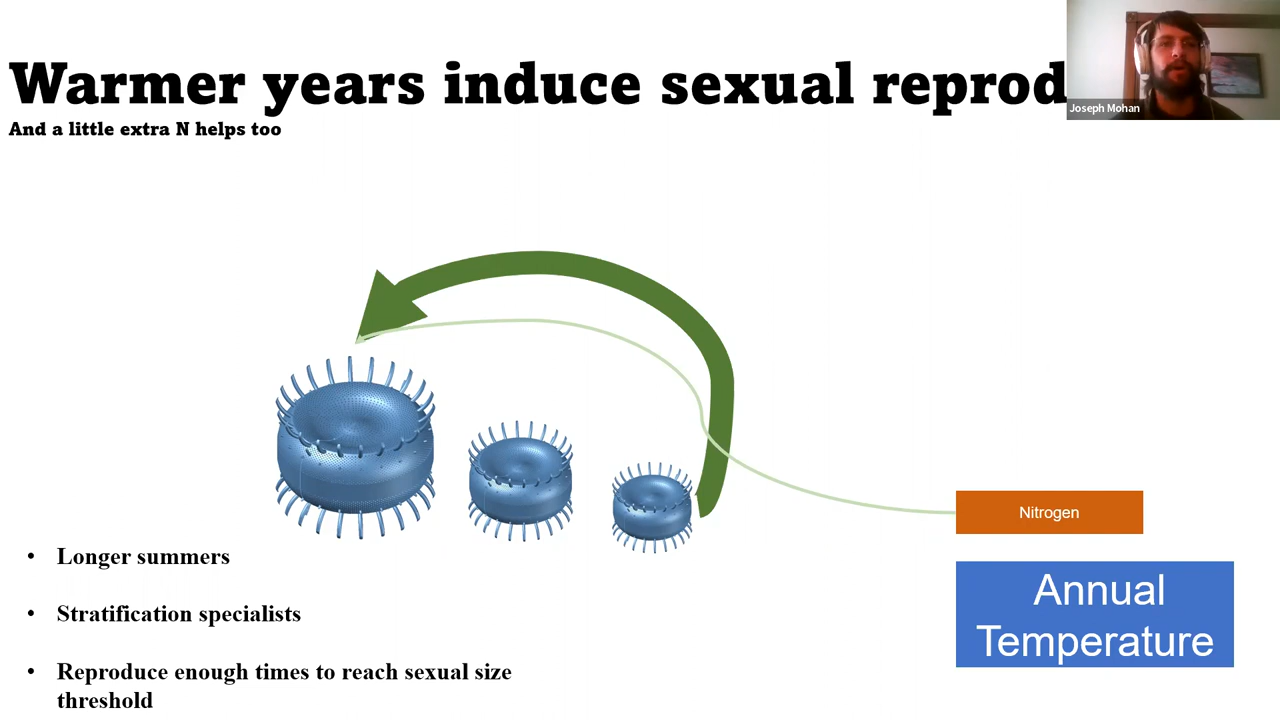 Warmer years induce sexual reprod
And a little extra N helps too
Joseph Mohan
Nitrogen
Annual
Temperature
• Longer summers
• Stratification specialists
• Reproduce enough times to reach sexual size
threshold